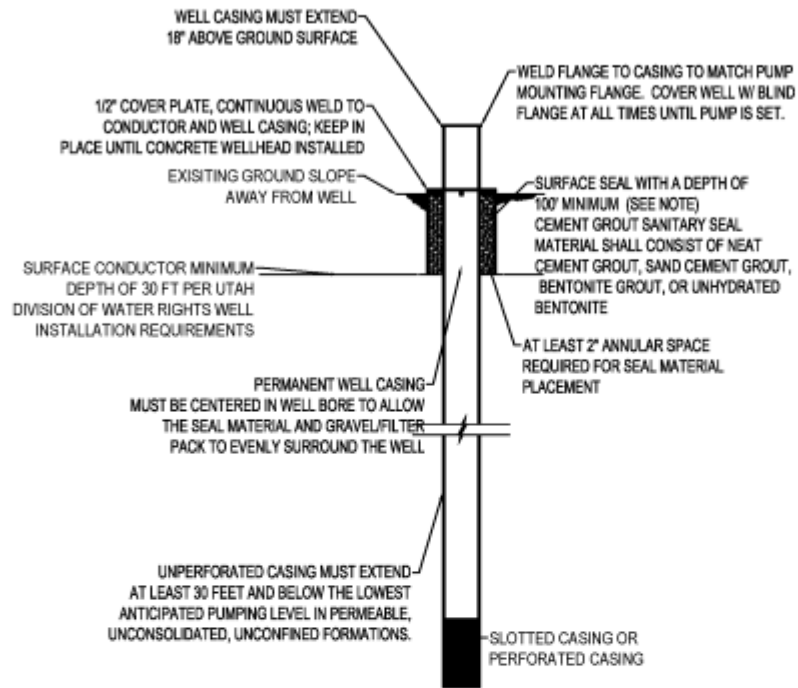 WELL CASING MUST EXTEND
18" ABOVE GROUND SURFACE
WELD FLANGE TO CASING TO MATCH PUMP
MOUNTING FLANGE. COVER WELL W/ BLIND
FLANGE AT ALL TIMES UNTIL PUMP IS SET.
1/2" COVER PLATE, CONTINUOUS WELD TO
CONDUCTOR AND WELL CASING; KEEP IN
PLACE UNTIL CONCRETE WELLHEAD INSTALLED
EXISITING GROUND SLOPE
AWAY FROM WELL
SURFACE SEAL WITH A DEPTH OF
100' MINIMUM (SEE NOTE)
CEMENT GROUT SANITARY SEAL
MATERIAL SHALL CONSIST OF NEAT
CEMENT GROUT, SAND CEMENT GROUT,
BENTONITE GROUT, OR UNHYDRATED
BENTONITE
SURFACE CONDUCTOR MINIMUM
DEPTH OF 30 FT PER UTAH
DIVISION OF WATER RIGHTS WELL
INSTALLATION REQUIREMENTS
AT LEAST 2" ANNULAR SPACE
REQUIRED FOR SEAL MATERIAL
PLACEMENT
PERMANENT WELL CASING
MUST BE CENTERED IN WELL BORE TO ALLOW
THE SEAL MATERIAL AND GRAVEL/FILTER
PACK TO EVENLY SURROUND THE WELL
UNPERFORATED CASING MUST EXTEND
AT LEAST 30 FEET AND BELOW THE LOWEST
ANTICIPATED PUMPING LEVEL IN PERMEABLE,
UNCONSOLIDATED, UNCONFINED FORMATIONS.
SLOTTED CASING OR
PERFORATED CASING